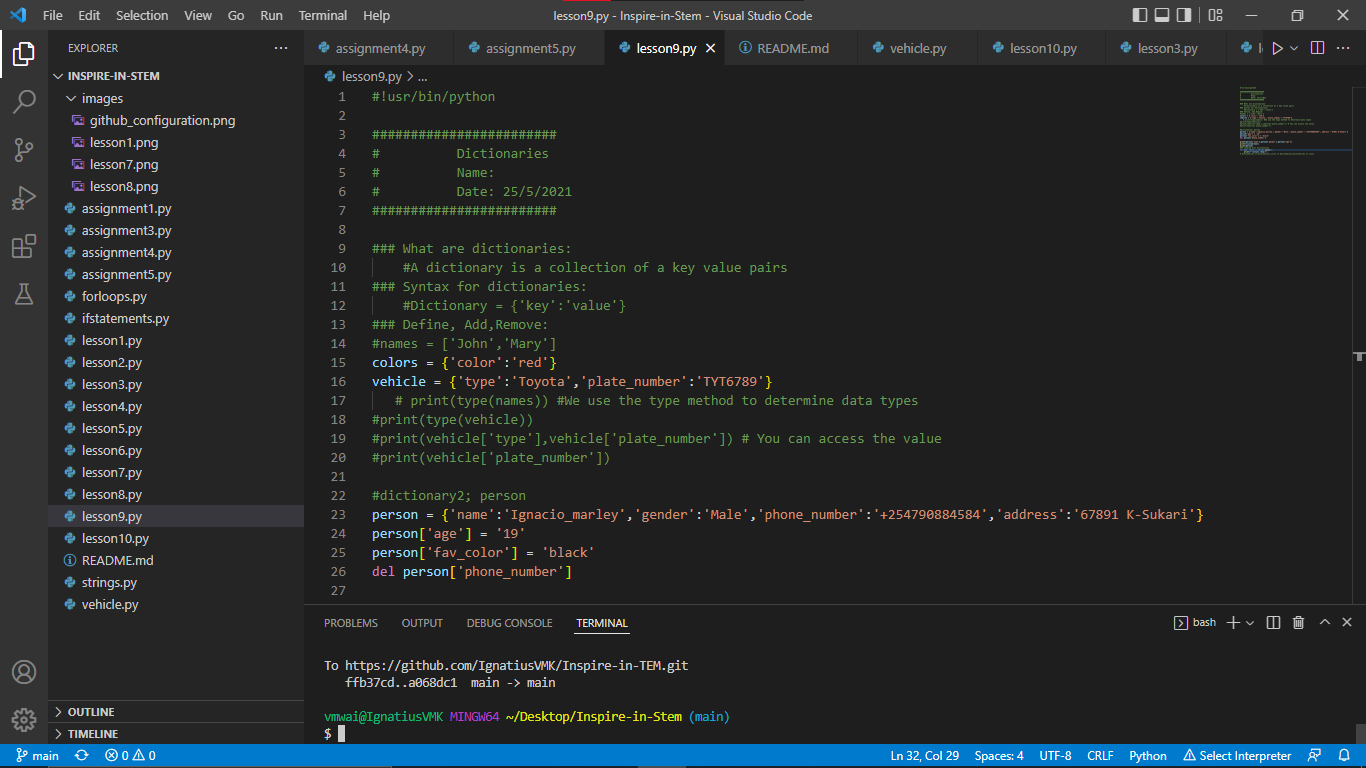 File Edit Selection View Go Run Terminal Help lesson9.py - Inspire-in-Stem - Visual Studio Code
EXPLORER
INSPIRE-IN-STEM
images
github_configuration.png
lesson1.png
lesson7.png
lesson8.png
assignment1.py
assignment3.py
assignment4.py
assignment5.py
forloops.py
ifstatements.py
lesson1.py
lesson2.py
lesson3.py
lesson4.py
lesson5.py
lesson6.py
lesson7.py
lesson8.py
lesson9.py
lesson10.py
README.md
strings.py
vehicle.py
OUTLINE
TIMELINE
assignment4.py assignment5.py lesson9.py README.md vehicle.py lesson10.py lesson3.py
lesson9.py > ...
1 #!usr/bin/python
2
3 ########################
4 #          Dictionaries
5 #          Name:
6 #          Date: 25/5/2021
7 ########################
8
9 ### What are dictionaries:
10     #A dictionary is a collection of a key value pairs
11 ### Syntax for dictionaries:
12     #Dictionary = {'key':'value'}
13 ### Define, Add,Remove:
14 #names = ['John','Mary']
15 colors = {'color':'red'}
16 vehicle = {'type':'Toyota','plate_number':'TYT6789'}
17    # print(type(names)) #We use the type method to determine data types
18 #print(type(vehicle))
19 #print(vehicle['type'],vehicle['plate_number']) # You can access the value
20 #print(vehicle['plate_number'])
21
22 #dictionary2; person
23 person = {'name':'Ignacio_marley','gender':'Male','phone_number':'+254790884584','address':'67891 K-Sukari'}
24 person['age'] = '19'
25 person['fav_color'] = 'black'
26 del person['phone_number']
27
PROBLEMS OUTPUT DEBUG CONSOLE TERMINAL bash
To https://github.com/IgnatiusVMK/Inspire-in-TEM.git
   ffb37cd..a068dc1  main -> main
vmwai@IgnatiusVMK MINGW64 ~/Desktop/Inspire-in-Stem (main)
$
main 0 0 Ln 32, Col 29 Spaces: 4 UTF-8 CRLF Python Select Interpreter